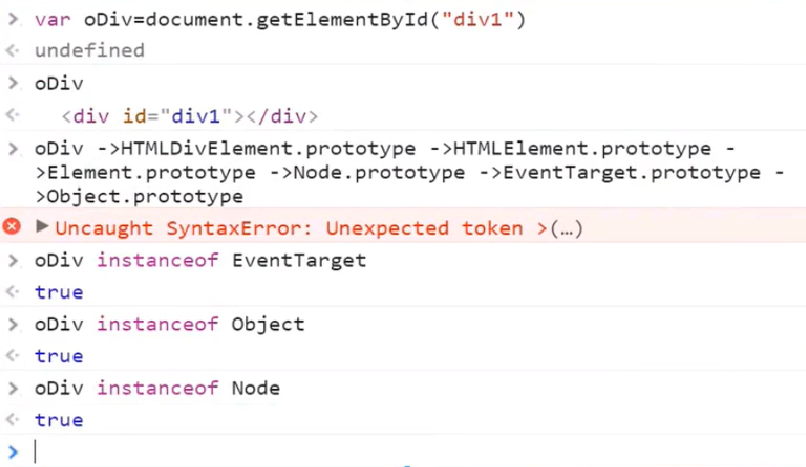 var oDiv=document.getElementById("div1")
undefined
oDiv
<div id="div1"></div>
oDiv ->HTMLDivElement.prototype ->HTMLElement.prototype -
>Element.prototype ->Node.prototype ->EventTarget.prototype -
>Object.prototype
Uncaught SyntaxError: Unexpected token >(…)
oDiv instanceof EventTarget
true
oDiv instanceof Object
true
oDiv instanceof Node
true